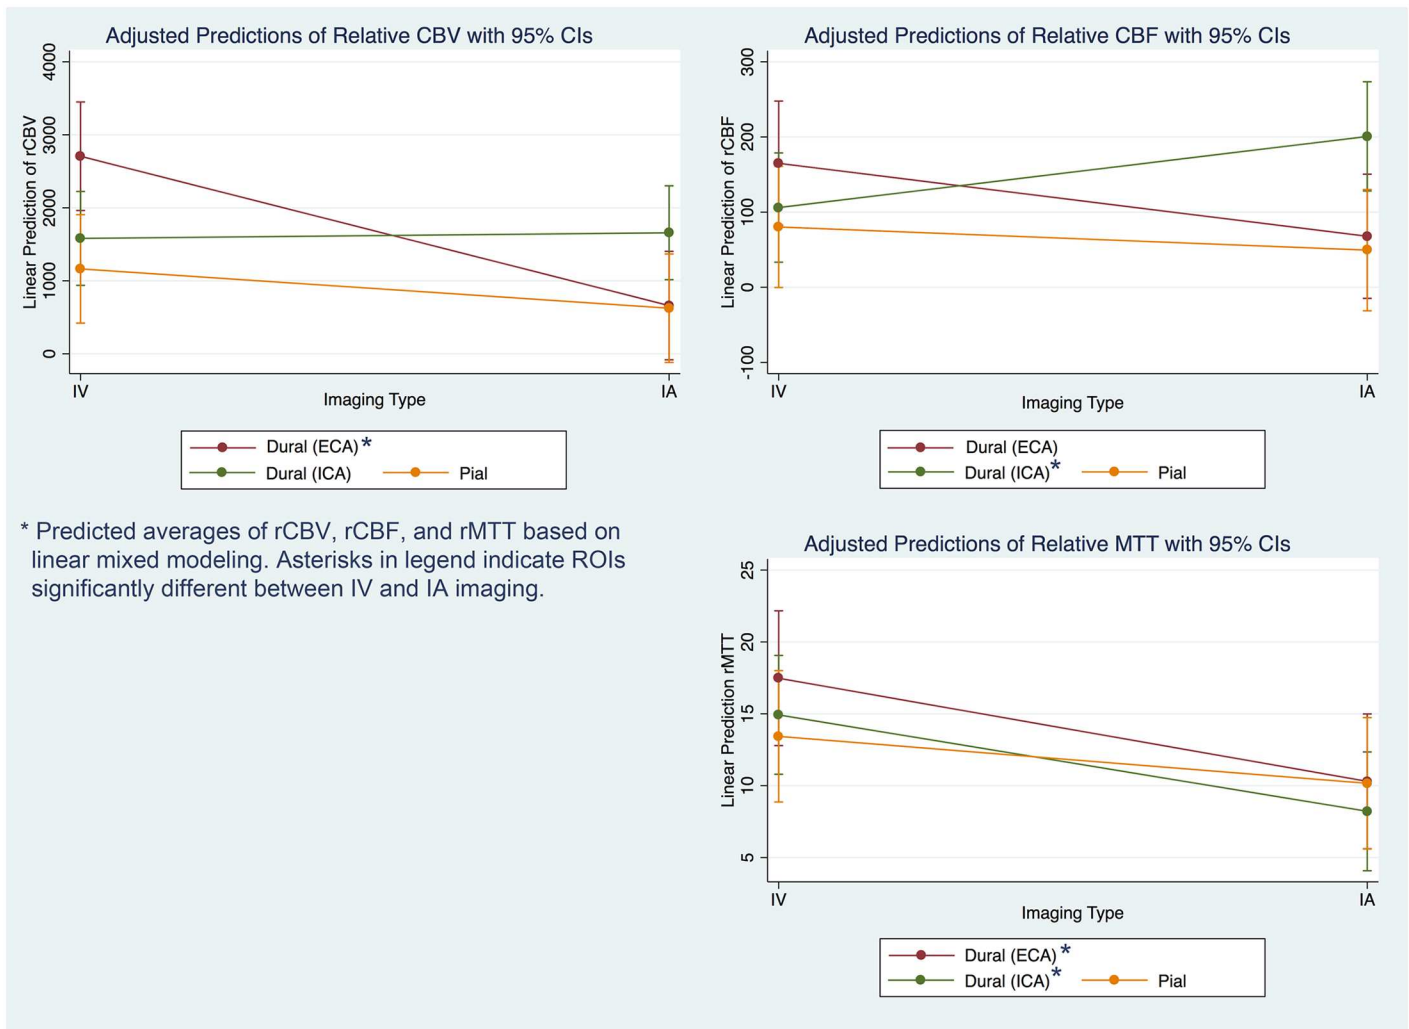 Adjusted Predictions of Relative CBV with 95% CIs
Linear Prediction of rCBV
4000
3000
2000
1000
0
IV
IA
Imaging Type
Dural (ECA) *
Dural (ICA)
Pial
Adjusted Predictions of Relative CBF with 95% CIs
Linear Prediction of rCBF
300
200
100
0
-100
IV
IA
Imaging Type
Dural (ECA)
Dural (ICA) *
Pial
* Predicted averages of rCBV, rCBF, and rMTT based on
linear mixed modeling. Asterisks in legend indicate ROIs
significantly different between IV and IA imaging.
Adjusted Predictions of Relative MTT with 95% CIs
Linear Prediction rMTT
25
20
15
10
5
IV
IA
Imaging Type
Dural (ECA) *
Dural (ICA) *
Pial